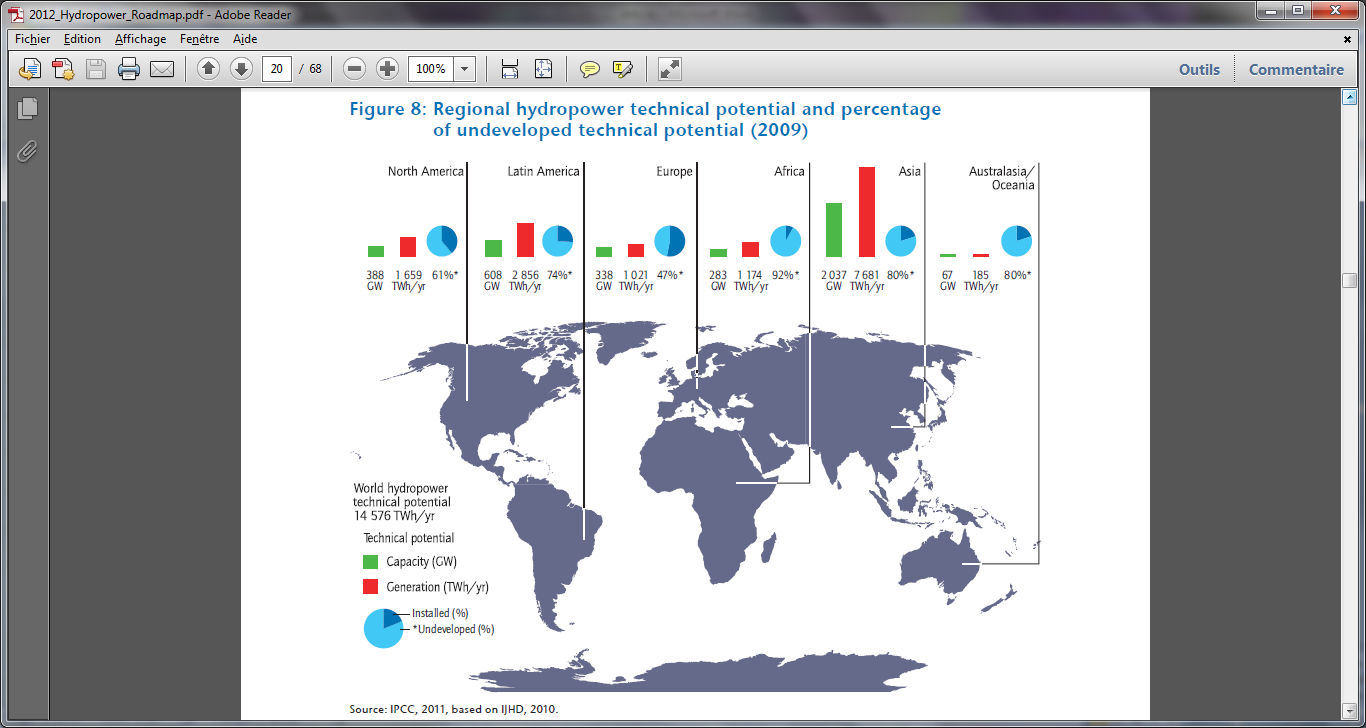 2012_Hydropower_Roadmap.pdf - Adobe Reader
Fichier Edition Affichage Fenêtre Aide
20 / 68 100% Outils Commentaire
Figure 8: Regional hydropower technical potential and percentage
of undeveloped technical potential (2009)
North America Latin America Europe Africa Asia Australasia/
Oceania
388 1 659 61%* 608 2 856 74%* 338 1 021 47%* 283 1 174 92%* 2 037 7 681 80%* 67 185 80%*
GW TWh/yr GW TWh/yr GW TWh/yr GW TWh/yr GW TWh/yr GW TWh/yr
World hydropower
technical potential
14 576 TWh/yr
Technical potential
Capacity (GW)
Generation (TWh/yr)
Installed (%)
*Undeveloped (%)
Source: IPCC, 2011, based on IJHD, 2010.